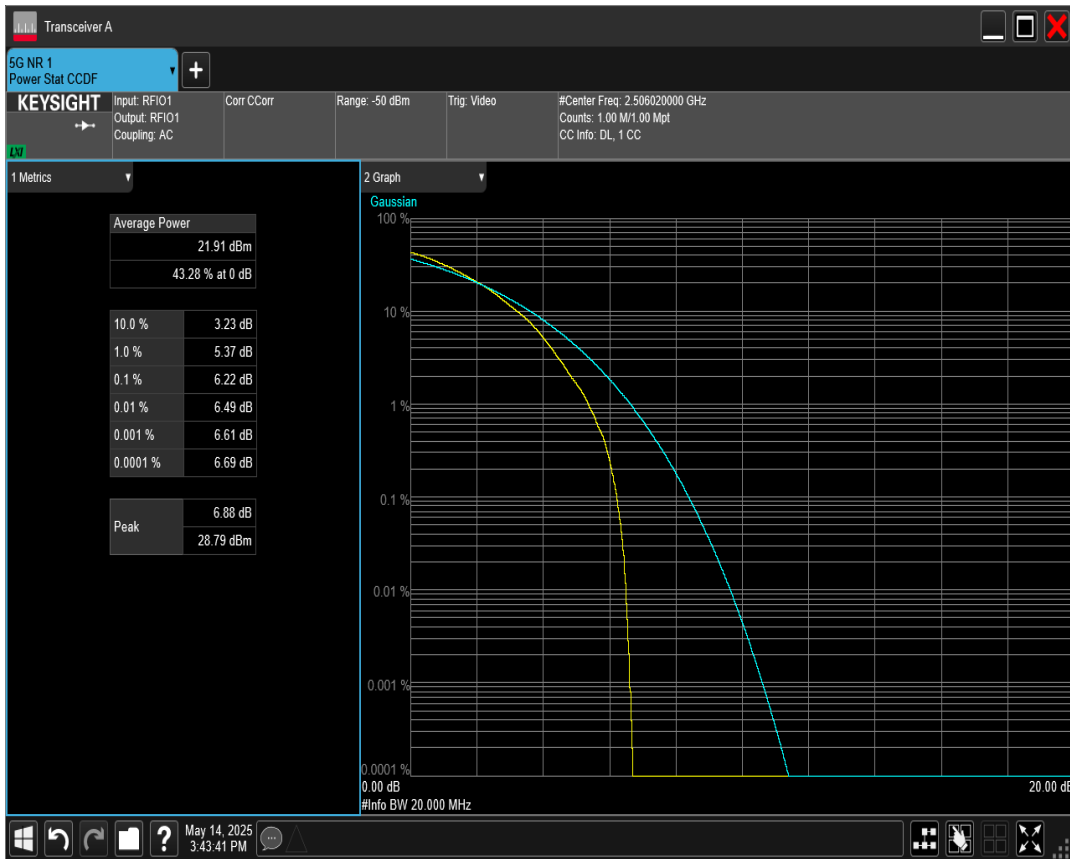 Transceiver A
5G NR 1
Power Stat CCDF
KEYSIGHT
LXI
Input: RFIO1
Output: RFIO1
Coupling: AC
Corr CCorr
Range: -50 dBm
Trig: Video
#Center Freq: 2.506020000 GHz
Counts: 1.00 M/1.00 Mpt
CC Info: DL, 1 CC
1 Metrics
Average Power
21.91 dBm
43.28 % at 0 dB
10.0 % 3.23 dB
1.0 % 5.37 dB
0.1 % 6.22 dB
0.01 % 6.49 dB
0.001 % 6.61 dB
0.0001 % 6.69 dB
Peak
6.88 dB
28.79 dBm
2 Graph
Gaussian
100 %
10 %
1 %
0.1 %
0.01 %
0.001 %
0.0001 %
0.00 dB 20.00 dB
#Info BW 20.000 MHz
May 14, 2025
3:43:41 PM